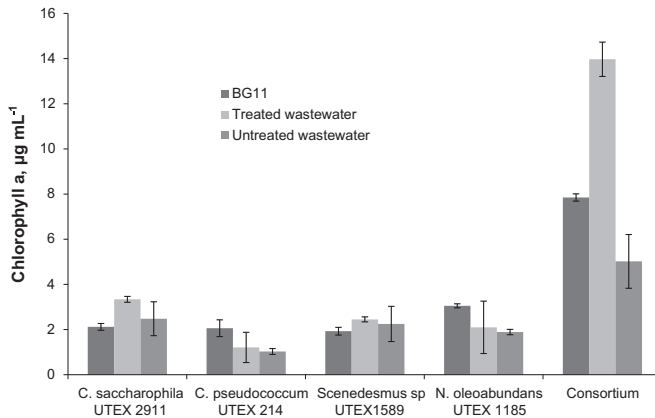 16
14
12
10
8
6
4
2
0
Chlorophyll a, µg mL-1
BG11
Treated wastewater
Untreated wastewater
C. saccharophila
UTEX 2911
C. pseudococcum
UTEX 214
Scenedesmus sp
UTEX1589
N. oleoabundans
UTEX 1185
Consortium